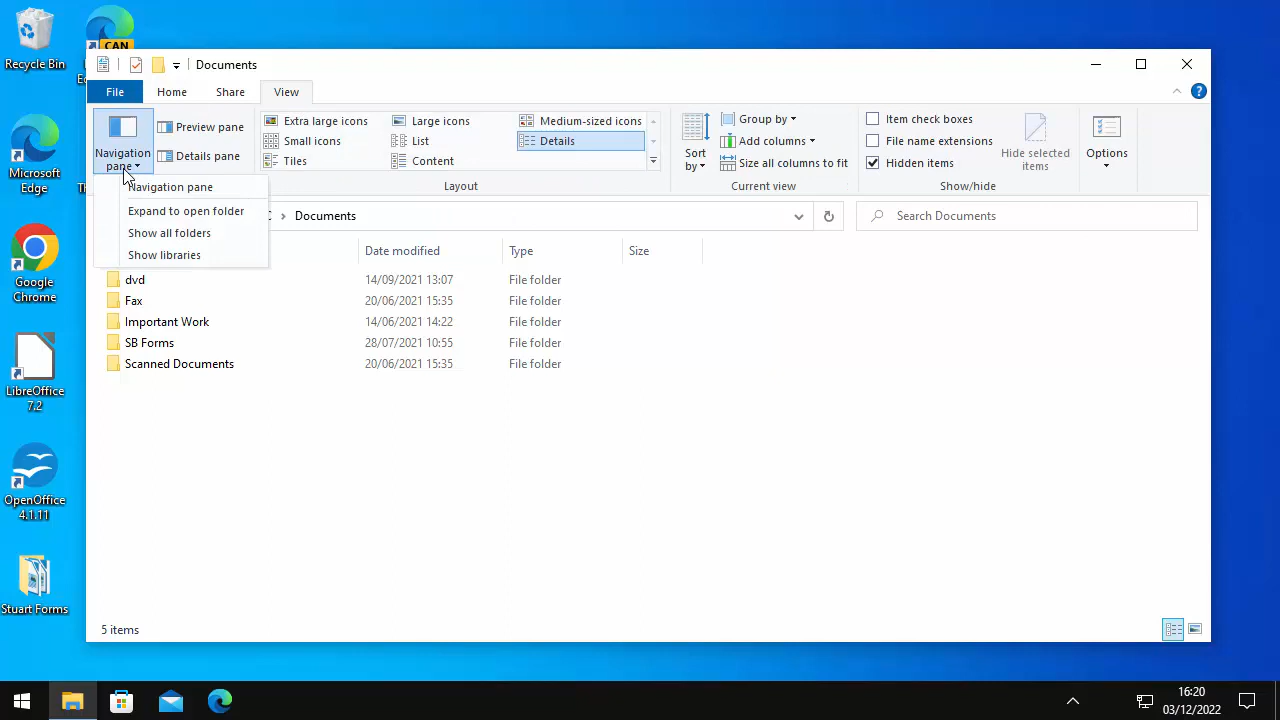 Recycle Bin
CAN
Documents
File
Home
Share
View
Navigation
pane
Preview pane
Details pane
Extra large icons
Large icons
Medium-sized icons
Small icons
List
Details
Tiles
Content
Layout
Sort
by
Group by
Add columns
Size all columns to fit
Current view
Item check boxes
File name extensions
Hidden items
Hide selected
items
Show/hide
Options
Navigation pane
Expand to open folder
Show all folders
Show libraries
Documents
Search Documents
Date modified
Type
Size
dvd 14/09/2021 13:07 File folder
Fax 20/06/2021 15:35 File folder
Important Work 14/06/2021 14:22 File folder
SB Forms 28/07/2021 10:55 File folder
Scanned Documents 20/06/2021 15:35 File folder
5 items
Microsoft
Edge
Google
Chrome
LibreOffice
7.2
OpenOffice
4.1.11
Stuart Forms
16:20
03/12/2022